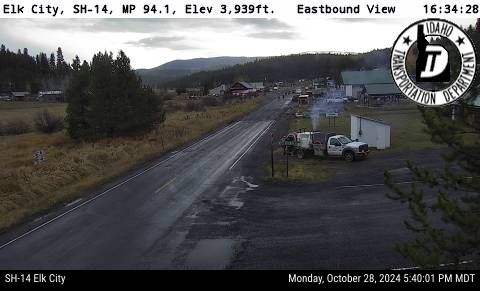 Elk City, SH-14, MP 94.1, Elev 3,939ft. Eastbound View 16:34:28
IDAHO
TRANSPORTATION DEPARTMENT
SH-14 Elk City Monday, October 28, 2024 5:40:01 PM MDT